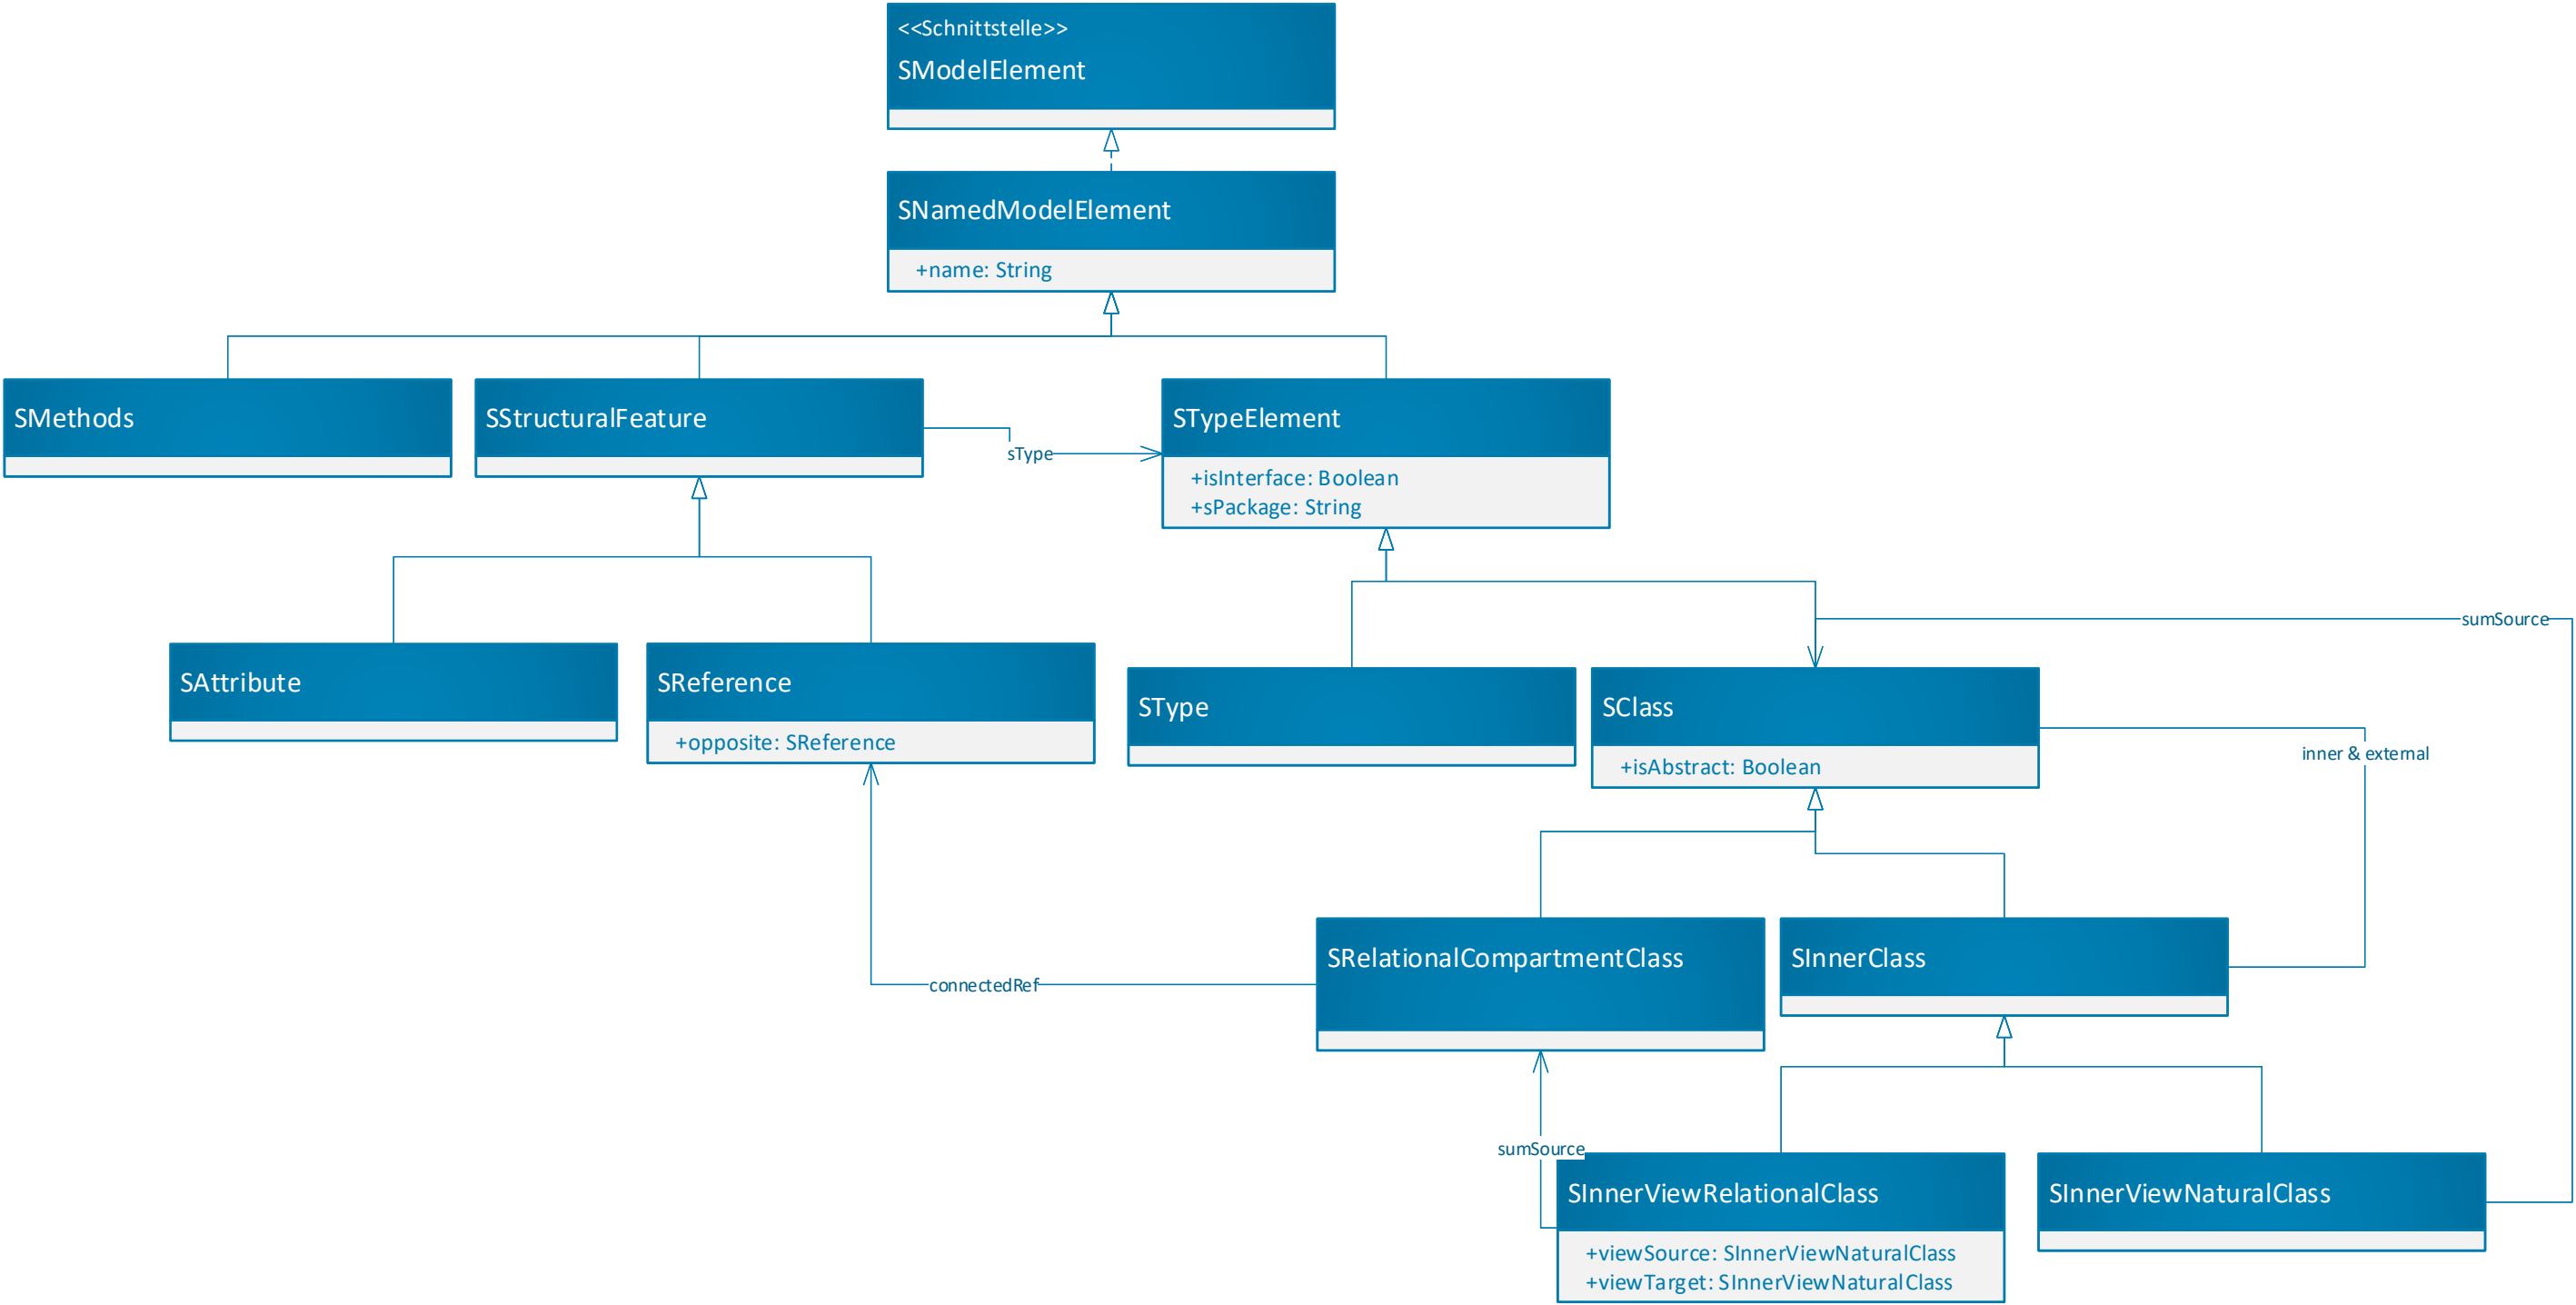 <<Schnittstelle>>
SModelElement
SNamedModelElement
+name: String
SMethods
SStructuralFeature
sType
STypeElement
+isInterface: Boolean
+sPackage: String
sumSource
SAttribute
SReference
+opposite: SReference
SType
SClass
+isAbstract: Boolean
inner & external
connectedRef
SRelationalCompartmentClass
SInnerClass
sumSource
SInnerViewRelationalClass
+viewSource: SInnerViewNaturalClass
+viewTarget: SInnerViewNaturalClass
SInnerViewNaturalClass